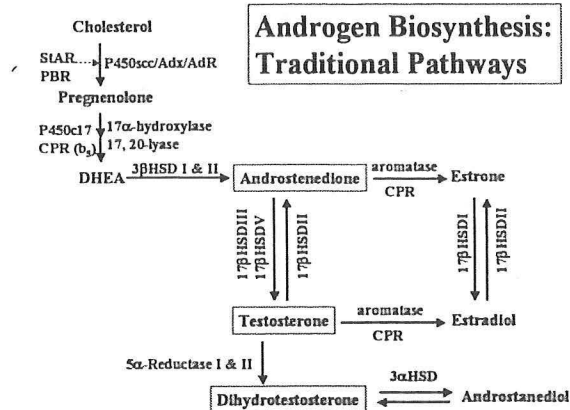 Androgen Biosynthesis:
Traditional Pathways
Cholesterol
StAR
PBR
P450scc/Adx/AdR
Pregnenolone
P450c17
CPR (b₅)
17α-hydroxylase
17, 20-lyase
DHEA
3βHSD I & II
Androstenedione
aromatase
CPR
Estrone
17βHSDIII
17βHSDV
17βHSDII
17βHSDI
17βHSDII
Testosterone
aromatase
CPR
Estradiol
5α-Reductase I & II
Dihydrotestosterone
3αHSD
Androstanediol